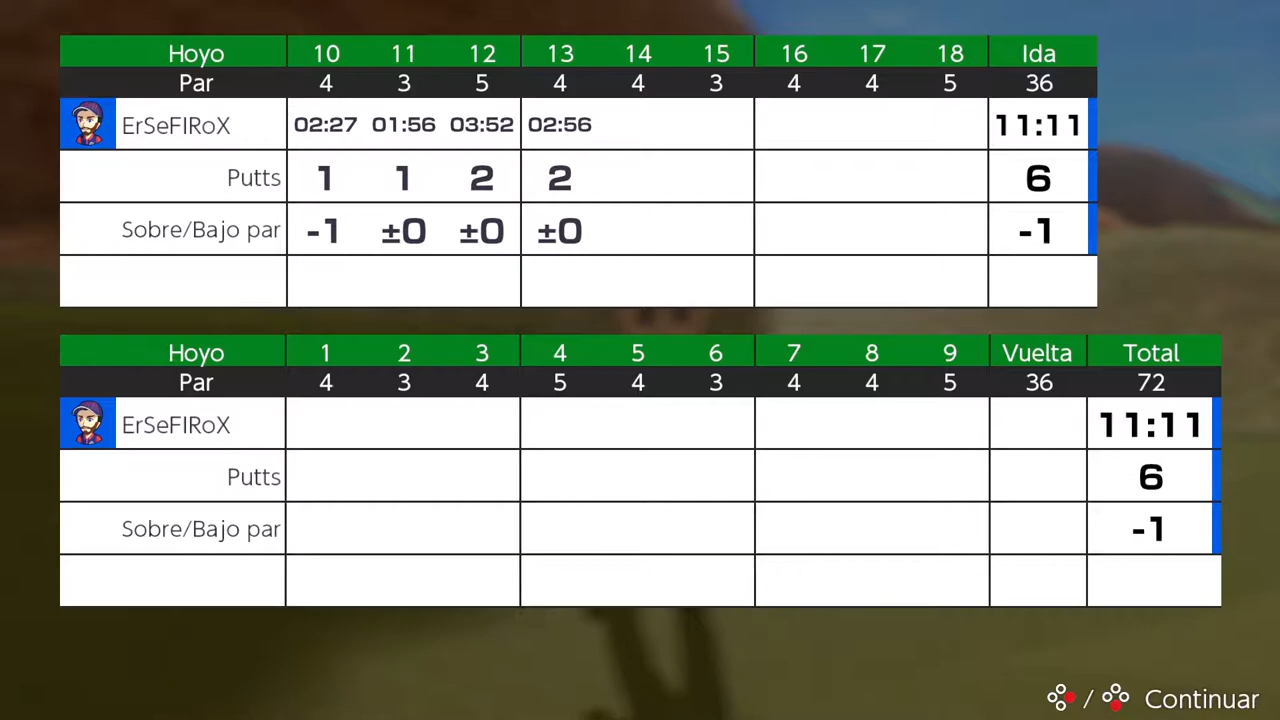 Hoyo 10 11 12 13 14 15 16 17 18 Ida
Par 4 3 5 4 4 3 4 4 5 36
ErSeFIRoX 02:27 01:56 03:52 02:56 11:11
Putts 1 1 2 2 6
Sobre/Bajo par -1 ±0 ±0 ±0 -1
Hoyo 1 2 3 4 5 6 7 8 9 Vuelta Total
Par 4 3 4 5 4 3 4 4 5 36 72
ErSeFIRoX 11:11
Putts 6
Sobre/Bajo par -1
/ Continuar